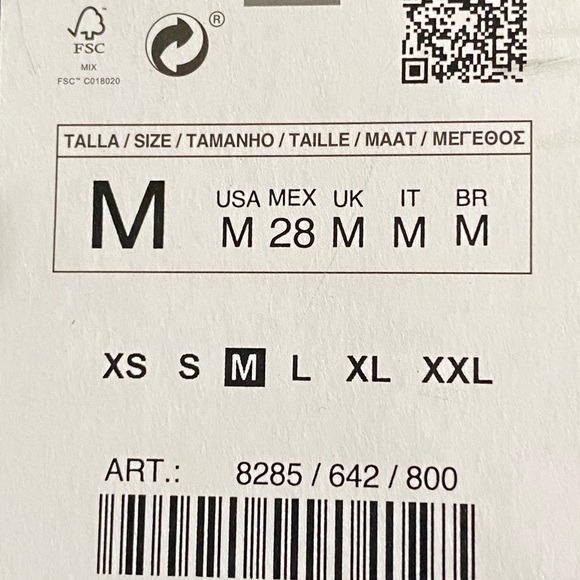 FSC
MIX
FSC™ C018020
®
TALLA / SIZE / TAMANHO / TAILLE / MAAT / ΜΕΓΕΘΟΣ
M
USA MEX UK IT BR
M 28 M M M
XS S M L XL XXL
ART.: 8285 / 642 / 800